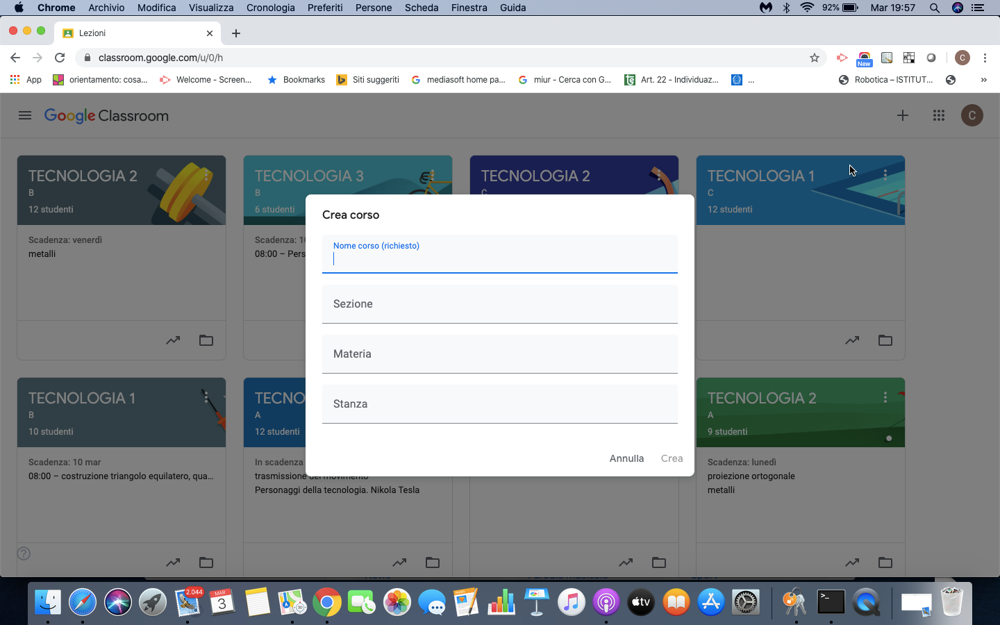 Chrome Archivio Modifica Visualizza Cronologia Preferiti Persone Scheda Finestra Guida 92% Mar 19:57
Lezioni
classroom.google.com/u/0/h
New
C
App orientamento: cosa... Welcome - Screen... Bookmarks Siti suggeriti mediasoft home pa... miur - Cerca con G... Art. 22 - Individuaz... ... Robotica – ISTITUT... »
Google Classroom
C
TECNOLOGIA 2
B
12 studenti
Scadenza: venerdì
metalli
TECNOLOGIA 3
B
6 studenti
Scadenza: 10
08:00 – Pers
TECNOLOGIA 2
C
TECNOLOGIA 1
C
12 studenti
Crea corso
Nome corso (richiesto)
Sezione
Materia
Stanza
Annulla Crea
TECNOLOGIA 1
B
10 studenti
Scadenza: 10 mar
08:00 – costruzione triangolo equilatero, qua...
TECNO
A
12 studenti
In scadenza
trasmissione del movimento
Personaggi della tecnologia. Nikola Tesla
TECNOLOGIA 2
A
9 studenti
Scadenza: lunedì
proiezione ortogonale
metalli
2.044
MAR
3
tv